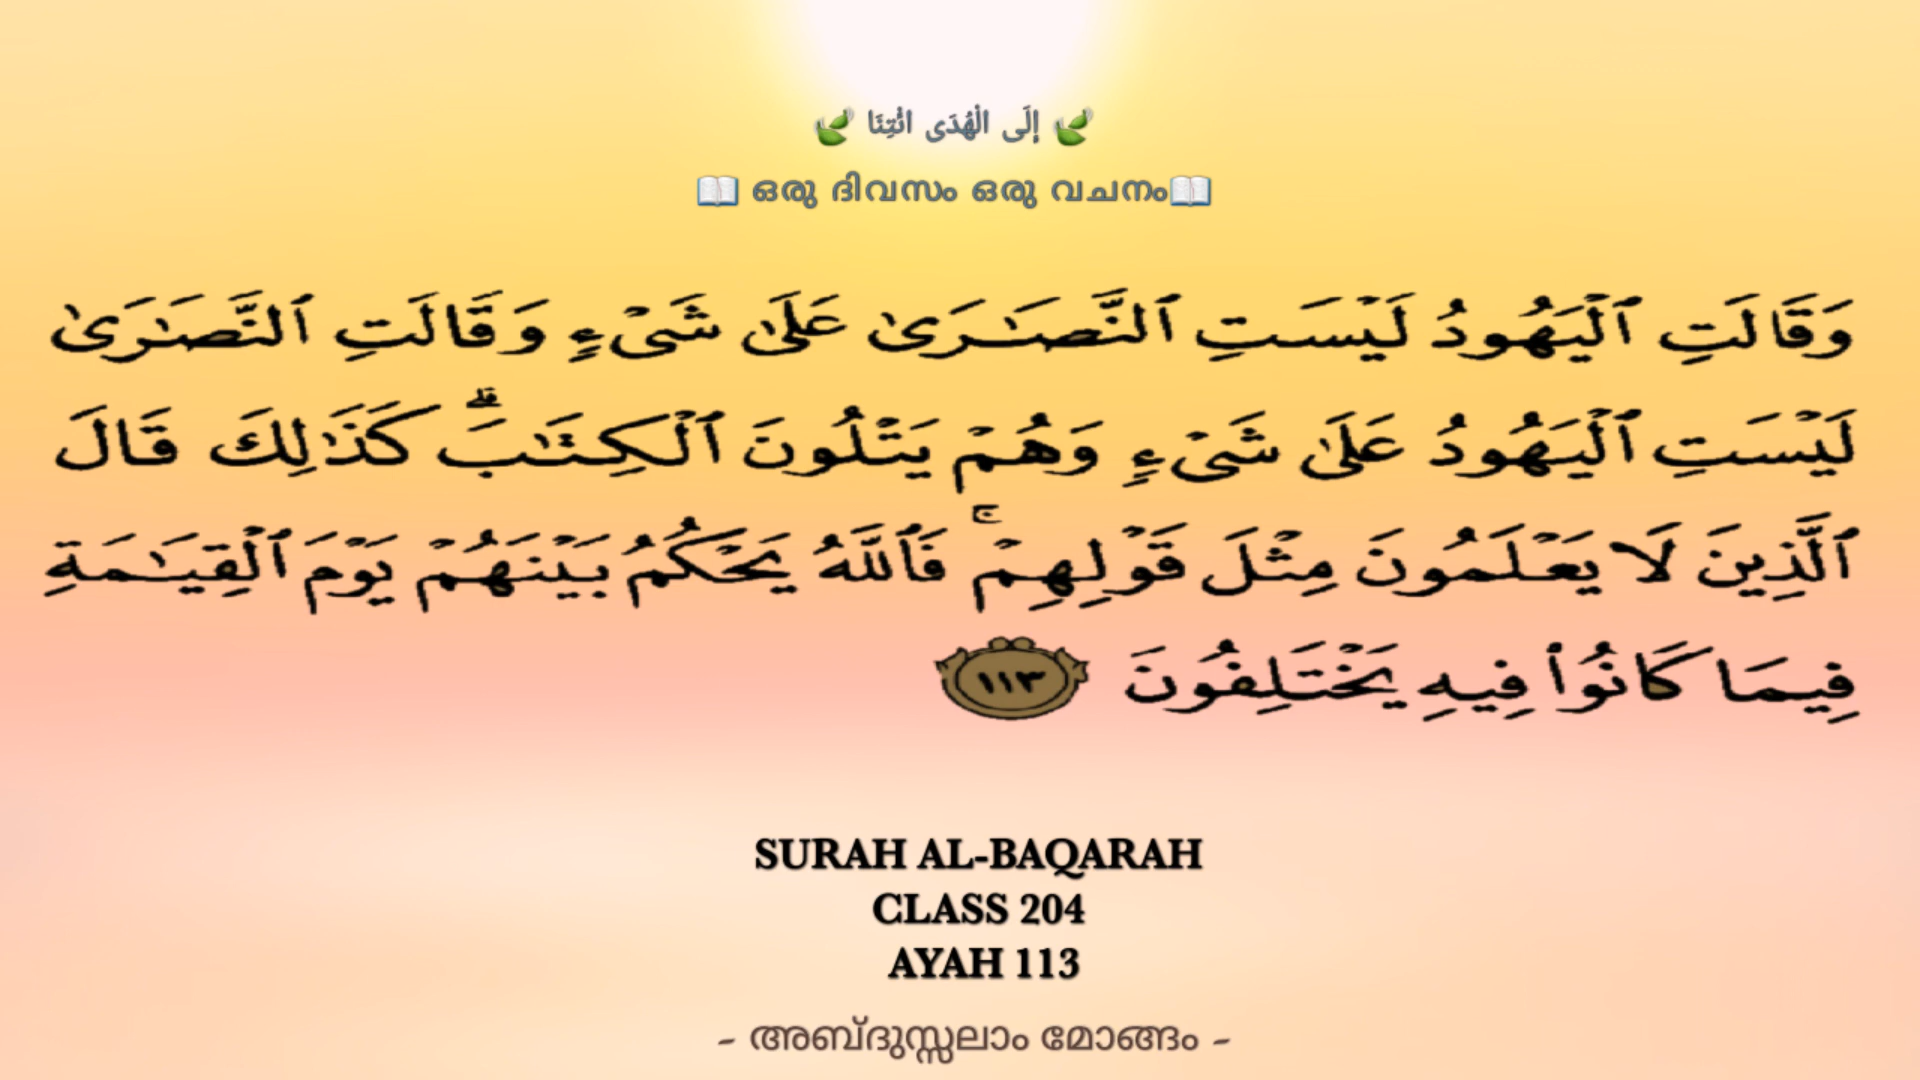 🍃 إلَى الْهُدَى ائْتِنَا 🍃
📖 ഒരു ദിവസം ഒരു വചനം📖
وَقَالَتِ ٱلْيَهُودُ لَيْسَتِ ٱلنَّصَـٰرَىٰ عَلَىٰ شَىْءٍ وَقَالَتِ ٱلنَّصَـٰرَىٰ
لَيْسَتِ ٱلْيَهُودُ عَلَىٰ شَىْءٍ وَهُمْ يَتْلُونَ ٱلْكِتَـٰبَ ۗ كَذَٰلِكَ قَالَ
ٱلَّذِينَ لَا يَعْلَمُونَ مِثْلَ قَوْلِهِمْ ۚ فَٱللَّهُ يَحْكُمُ بَيْنَهُمْ يَوْمَ ٱلْقِيَـٰمَةِ
فِيمَا كَانُوا۟ فِيهِ يَخْتَلِفُونَ ١١٣
SURAH AL-BAQARAH
CLASS 204
AYAH 113
- അബ്ദുസ്സലാം മോങ്ങം -